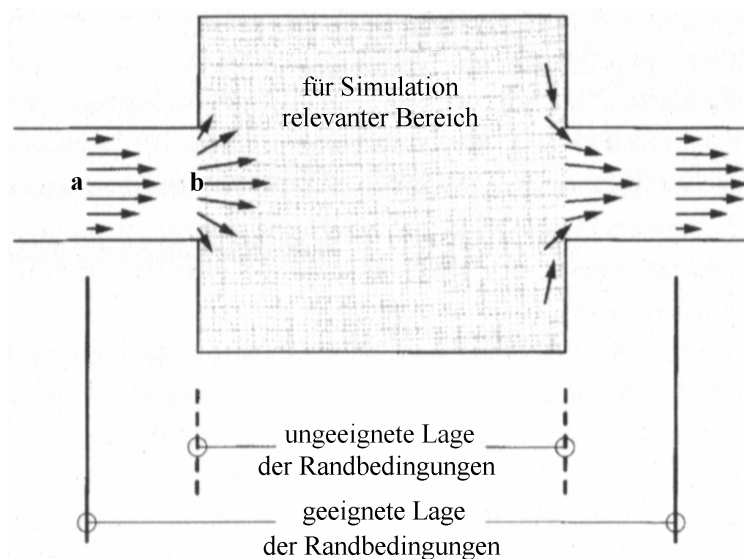 für Simulation
relevanter Bereich
a
b
ungeeignete Lage
der Randbedingungen
geeignete Lage
der Randbedingungen